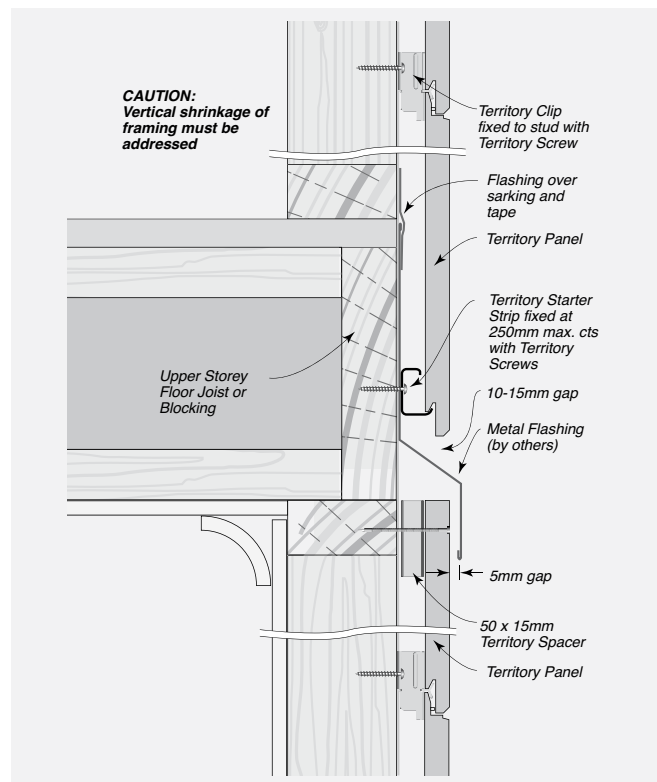 CAUTION:
Vertical shrinkage of
framing must be
addressed
Territory Clip
fixed to stud with
Territory Screw
Flashing over
sarking and
tape
Territory Panel
Territory Starter
Strip fixed at
250mm max. cts
with Territory
Screws
Upper Storey
Floor Joist or
Blocking
10-15mm gap
Metal Flashing
(by others)
5mm gap
50 x 15mm
Territory Spacer
Territory Panel